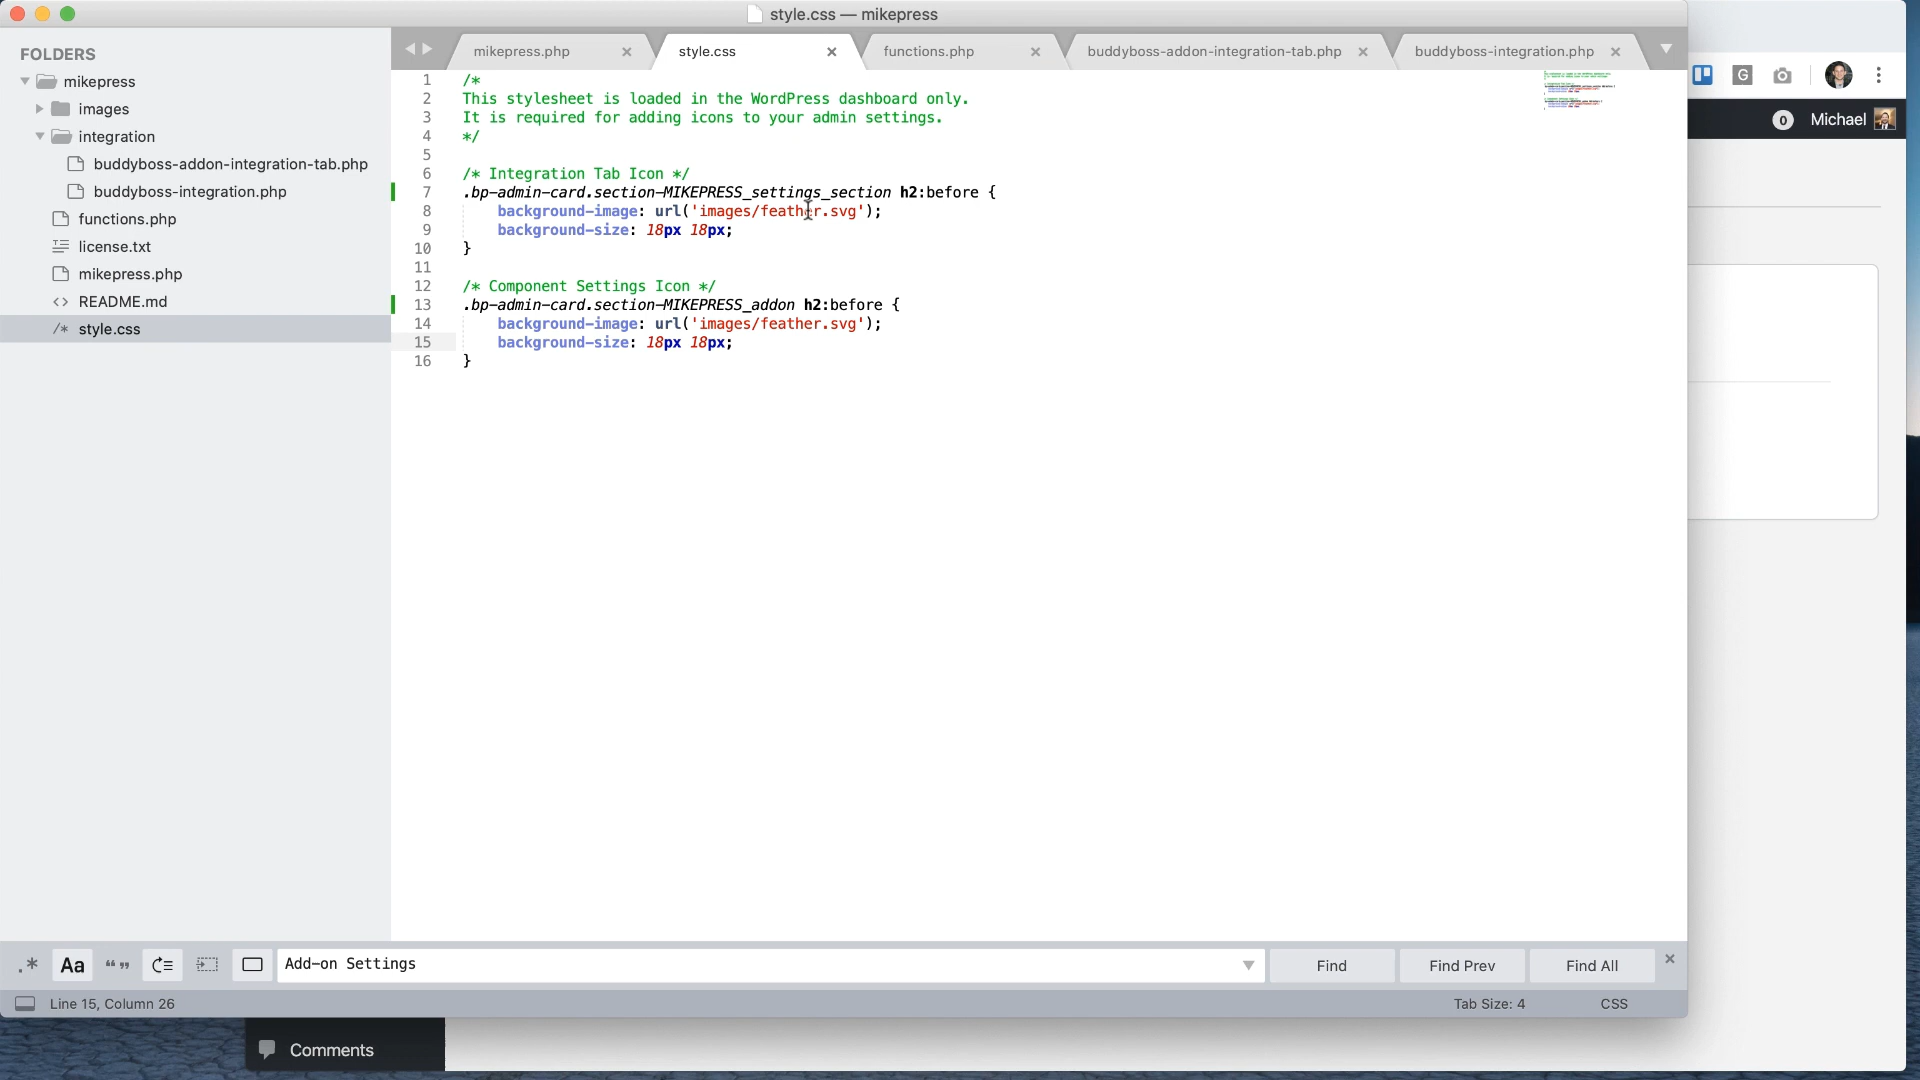 style.css — mikepress
FOLDERS
mikepress
images
integration
buddyboss-addon-integration-tab.php
buddyboss-integration.php
functions.php
license.txt
mikepress.php
README.md
style.css
mikepress.php
style.css
functions.php
buddyboss-addon-integration-tab.php
buddyboss-integration.php
1 /*
2 This stylesheet is loaded in the WordPress dashboard only.
3 It is required for adding icons to your admin settings.
4 */
5
6 /* Integration Tab Icon */
7 .bp-admin-card.section-MIKEPRESS_settings_section h2:before {
8 background-image: url('images/feather.svg');
9 background-size: 18px 18px;
10 }
11
12 /* Component Settings Icon */
13 .bp-admin-card.section-MIKEPRESS_addon h2:before {
14 background-image: url('images/feather.svg');
15 background-size: 18px 18px;
16 }
G
0 Michael
.* Aa “ ” Add-on Settings Find Find Prev Find All
Line 15, Column 26 Tab Size: 4 CSS
Comments